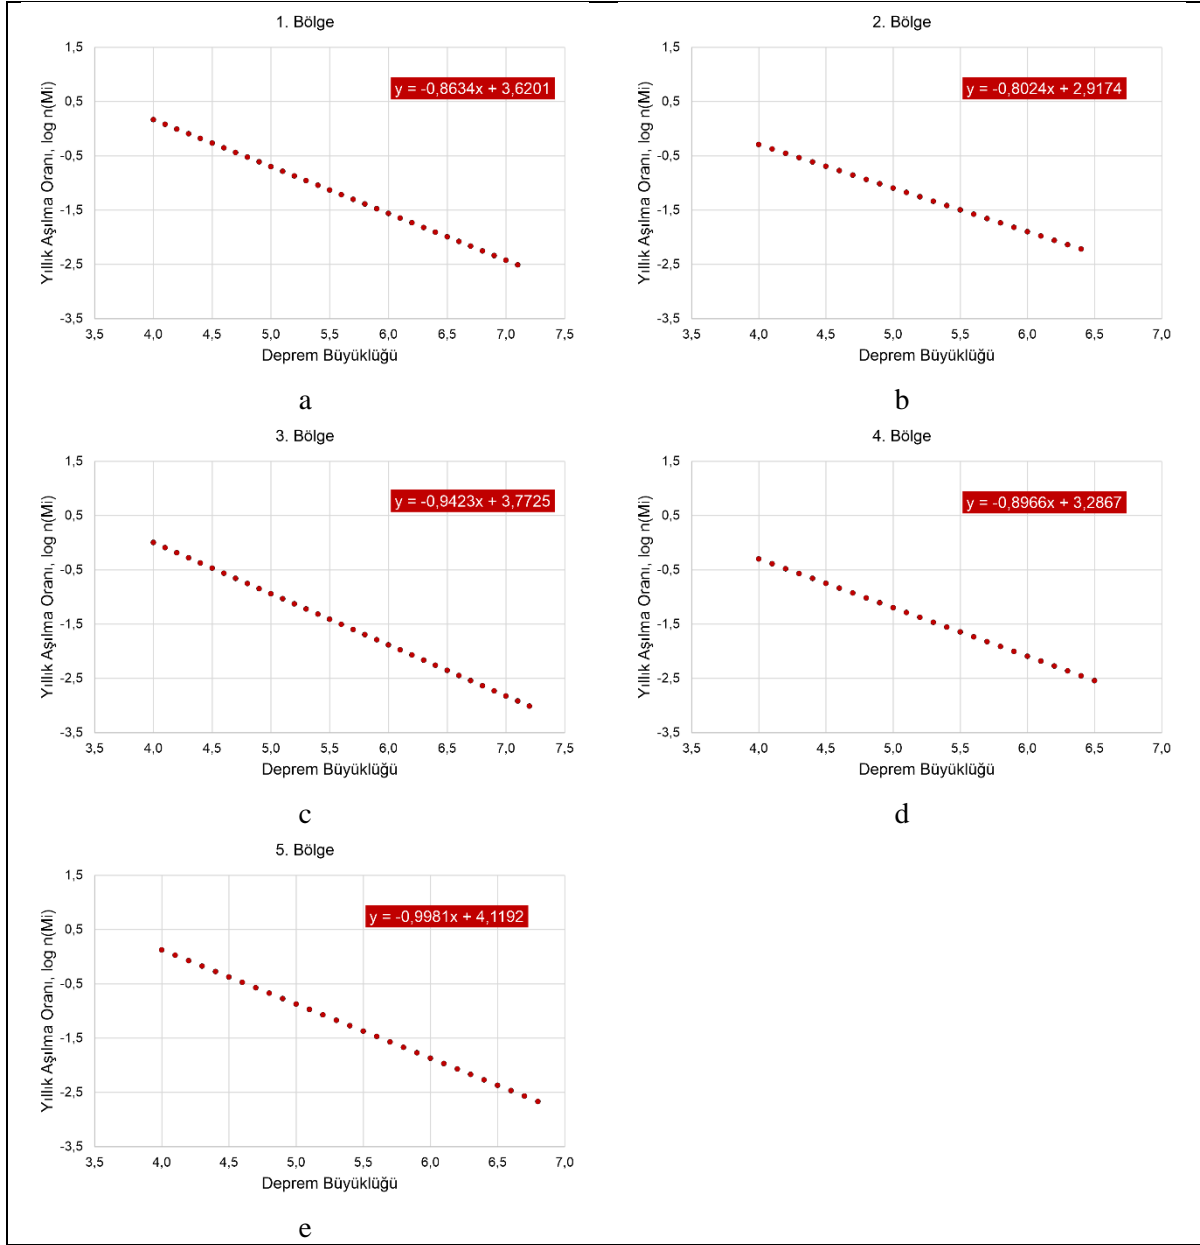 1. Bölge
Yıllık Aşılma Oranı, log n(Mi)
1,5
0,5
-0,5
-1,5
-2,5
-3,5
y = -0,8634x + 3,6201
3,5 4,0 4,5 5,0 5,5 6,0 6,5 7,0 7,5
Deprem Büyüklüğü
a
2. Bölge
Yıllık Aşılma Oranı, log n(Mi)
1,5
0,5
-0,5
-1,5
-2,5
-3,5
y = -0,8024x + 2,9174
3,5 4,0 4,5 5,0 5,5 6,0 6,5 7,0
Deprem Büyüklüğü
b
3. Bölge
Yıllık Aşılma Oranı, log n(Mi)
1,5
0,5
-0,5
-1,5
-2,5
-3,5
y = -0,9423x + 3,7725
3,5 4,0 4,5 5,0 5,5 6,0 6,5 7,0 7,5
Deprem Büyüklüğü
c
4. Bölge
Yıllık Aşılma Oranı, log n(Mi)
1,5
0,5
-0,5
-1,5
-2,5
-3,5
y = -0,8966x + 3,2867
3,5 4,0 4,5 5,0 5,5 6,0 6,5 7,0
Deprem Büyüklüğü
d
5. Bölge
Yıllık Aşılma Oranı, log n(Mi)
1,5
0,5
-0,5
-1,5
-2,5
-3,5
y = -0,9981x + 4,1192
3,5 4,0 4,5 5,0 5,5 6,0 6,5 7,0
Deprem Büyüklüğü
e